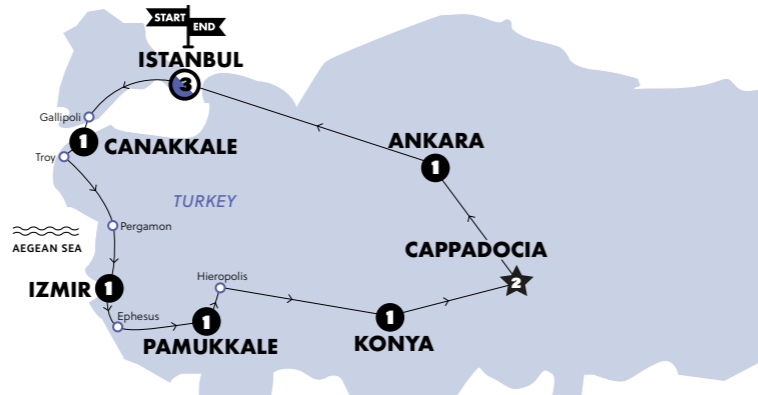 START
END
ISTANBUL
3
Gallipoli
1
CANAKKALE
ANKARA
1
Troy
TURKEY
Pergamon
AEGEAN SEA
CAPPADOCIA
2
Hieropolis
IZMIR
1
Ephesus
1
PAMUKKALE
1
KONYA